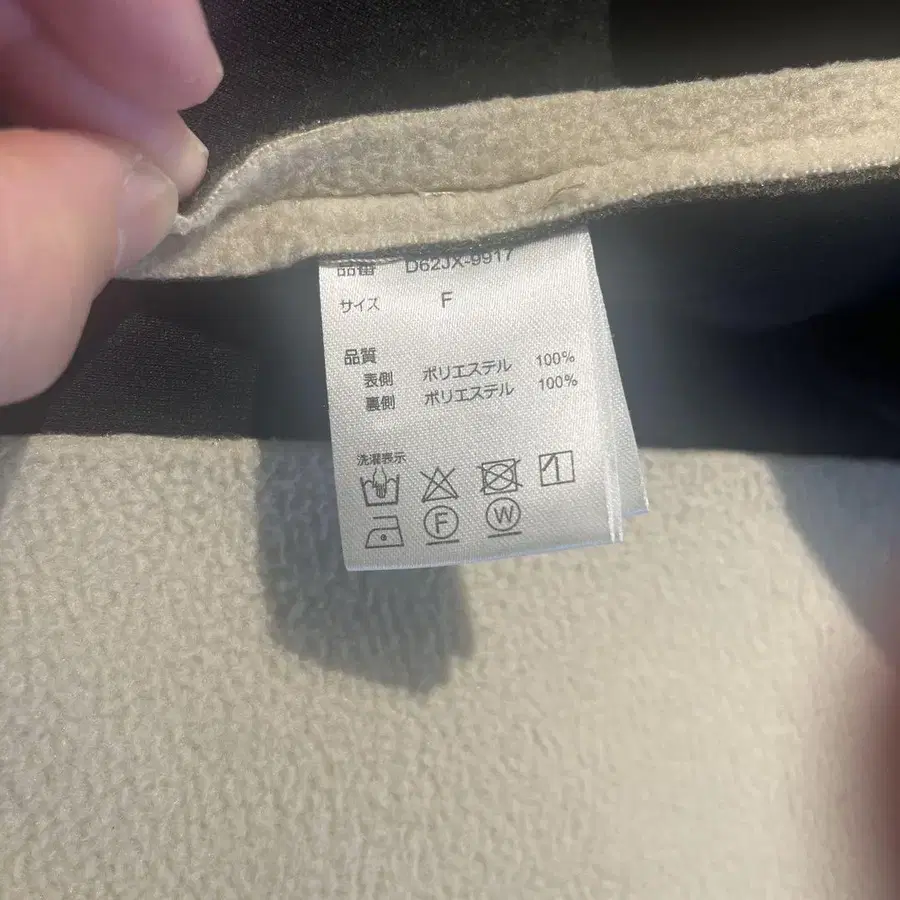 品番 D62JX-9917
サイズ F
品質
表側 ポリエステル 100%
裏側 ポリエステル 100%
洗濯表示
F W